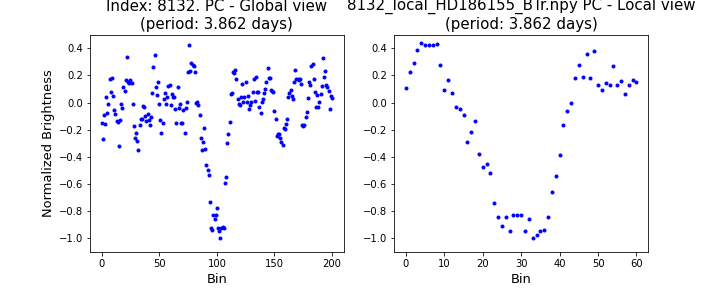 Index: 8132. PC - Global view
(period: 3.862 days)
8132_local_HD186155_BTr.npy PC - Local view
(period: 3.862 days)
Normalized Brightness
0.4
0.2
0.0
−0.2
−0.4
−0.6
−0.8
−1.0
0 50 100 150 200
Bin
0.4
0.2
0.0
−0.2
−0.4
−0.6
−0.8
−1.0
0 10 20 30 40 50 60
Bin